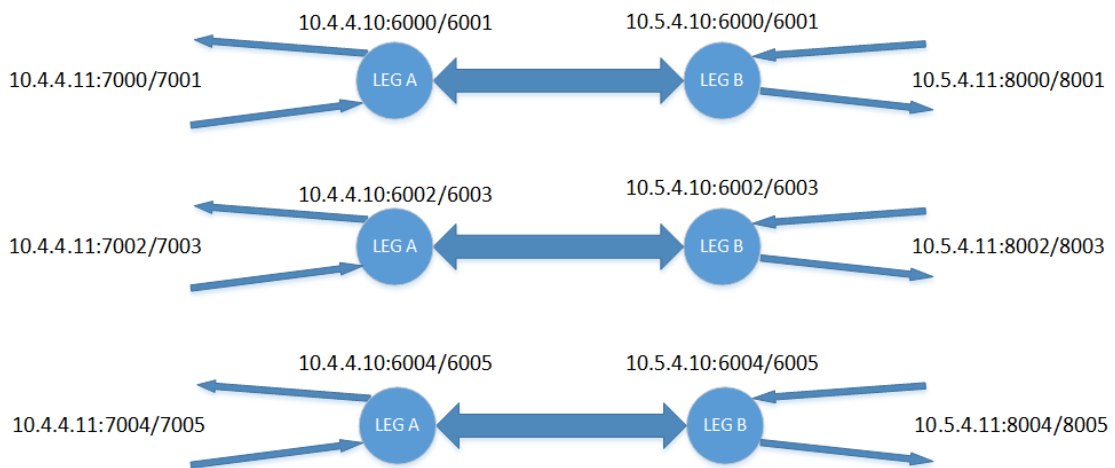 10.4.4.10:6000/6001
10.5.4.10:6000/6001
10.4.4.11:7000/7001
LEG A
LEG B
10.5.4.11:8000/8001
10.4.4.10:6002/6003
10.5.4.10:6002/6003
10.4.4.11:7002/7003
LEG A
LEG B
10.5.4.11:8002/8003
10.4.4.10:6004/6005
10.5.4.10:6004/6005
10.4.4.11:7004/7005
LEG A
LEG B
10.5.4.11:8004/8005